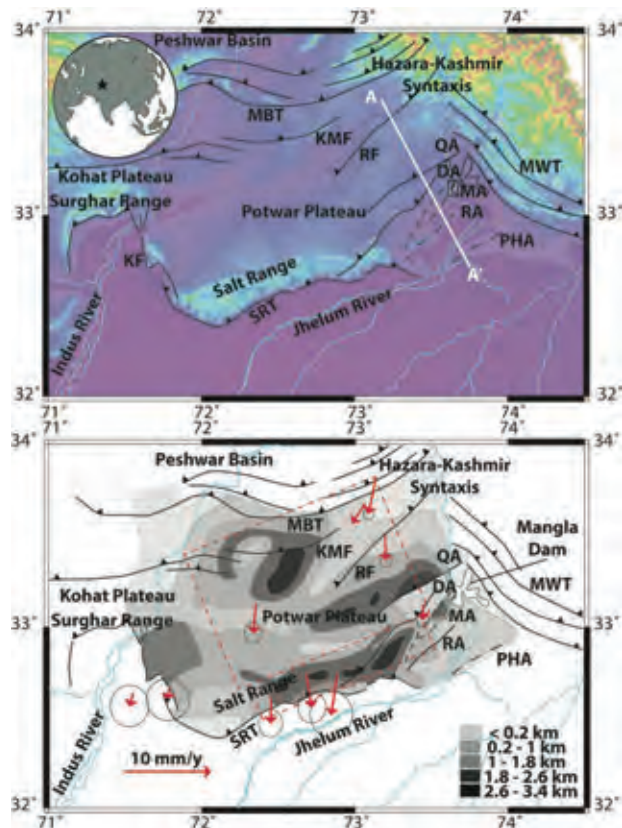 71° 72° 73° 74°
34° 34°
Peshwar Basin
Hazara-Kashmir
Syntaxis
A
MBT
KMF
RF
QA
DA
MA
RA
MWT
Kohat Plateau
Surghar Range
33° 33°
Potwar Plateau
PHA
KF
Salt Range
SRT
A'
Jhelum River
Indus River
32° 32°
71° 72° 73° 74°
34° 34°
Peshwar Basin
Hazara-Kashmir
Syntaxis
MBT
KMF
RF
Mangla
Dam
QA
DA
MWT
Kohat Plateau
Surghar Range
33° 33°
Potwar Plateau
MA
RA
PHA
Salt Range
SRT
Jhelum River
Indus River
10 mm/y
< 0.2 km
0.2 - 1 km
1 - 1.8 km
1.8 - 2.6 km
2.6 - 3.4 km
32° 32°
71° 72° 73° 74°